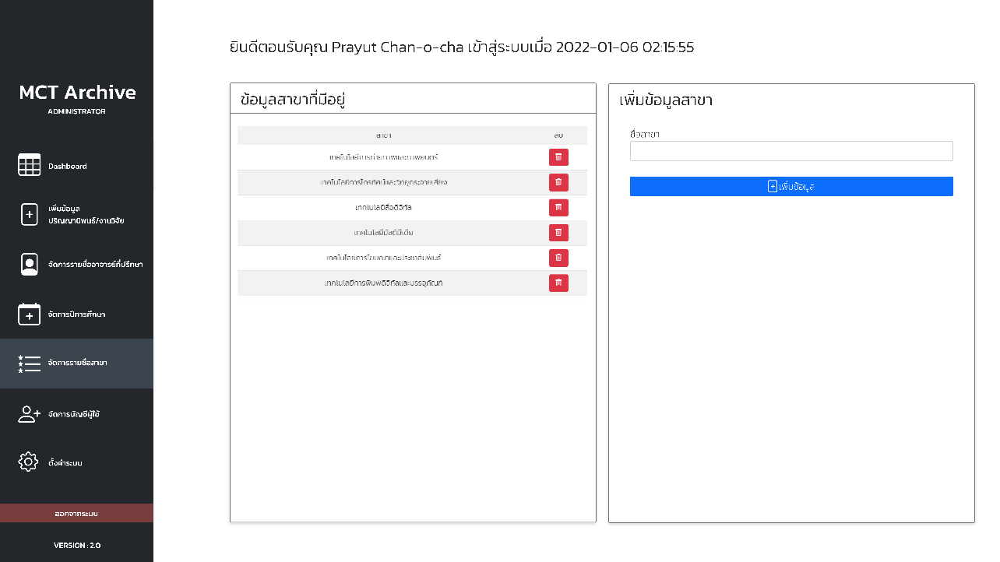 MCT Archive
ADMINISTRATOR
Dashboard
เพิ่มข้อมูล
ปริญญานิพนธ์/งานวิจัย
จัดการรายชื่ออาจารย์ที่ปรึกษา
จัดการปีการศึกษา
จัดการรายชื่อสาขา
จัดการบัญชีผู้ใช้
ตั้งค่าระบบ
ออกจากระบบ
VERSION : 2.0
ยินดีตอนรับคุณ Prayut Chan-o-cha เข้าสู่ระบบเมื่อ 2022-01-06 02:15:55
ข้อมูลสาขาที่มีอยู่
สาขา ลบ
เทคโนโลยีการถ่ายภาพและภาพยนตร์
เทคโนโลยีการโทรทัศน์และวิทยุกระจายเสียง
เทคโนโลยีสื่อดิจิทัล
เทคโนโลยีมัลติมีเดีย
เทคโนโลยีการโฆษณาและประชาสัมพันธ์
เทคโนโลยีการพิมพ์ดิจิทัลและบรรจุภัณฑ์
เพิ่มข้อมูลสาขา
ชื่อสาขา
เพิ่มข้อมูล